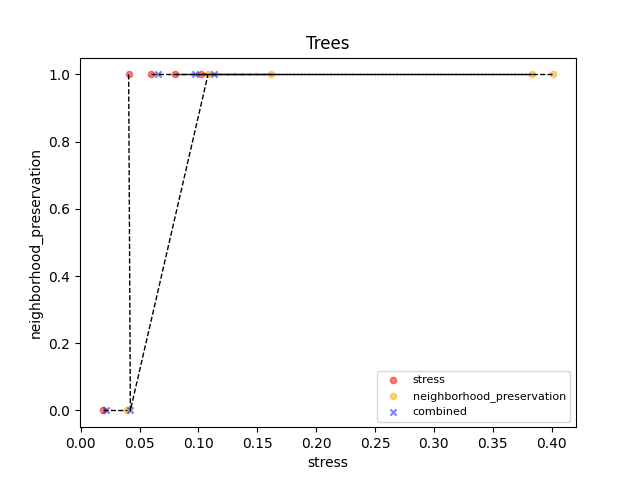 Trees
1.0
0.8
0.6
0.4
0.2
0.0
neighborhood_preservation
stress
neighborhood_preservation
combined
0.00 0.05 0.10 0.15 0.20 0.25 0.30 0.35 0.40
stress